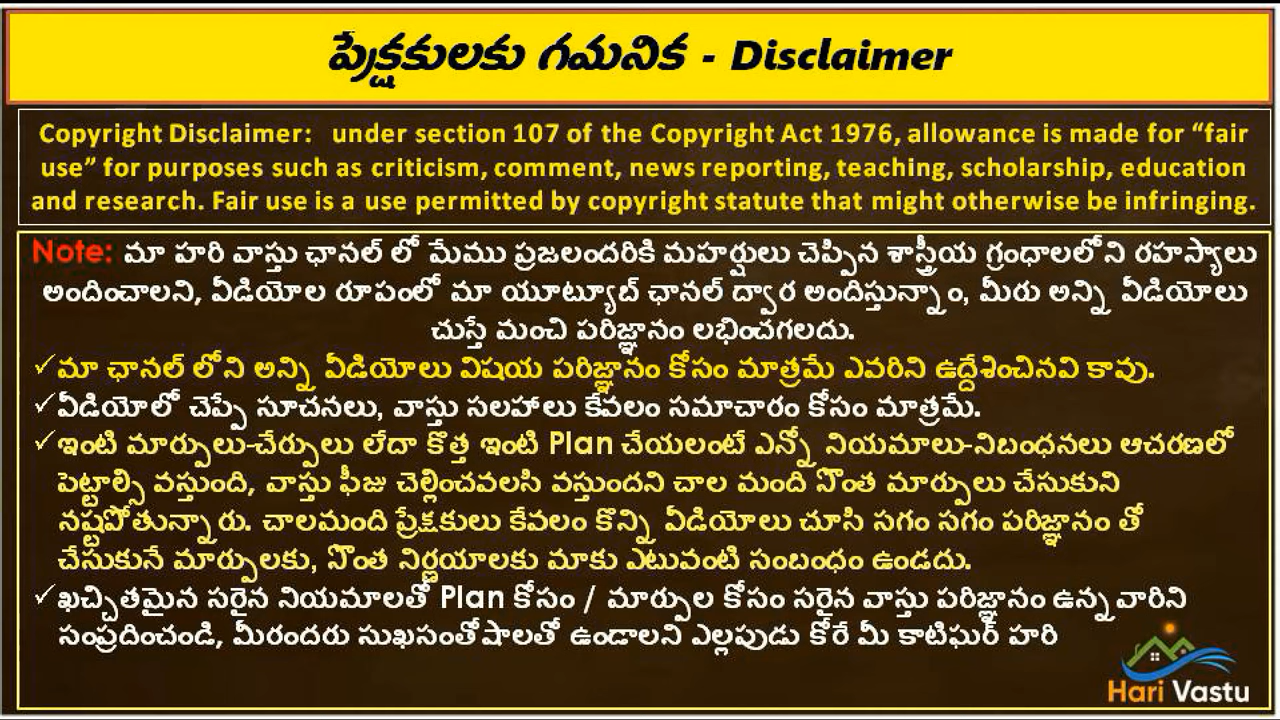 ప్రేక్షకులకు గమనిక - Disclaimer
Copyright Disclaimer: under section 107 of the Copyright Act 1976, allowance is made for “fair
use” for purposes such as criticism, comment, news reporting, teaching, scholarship, education
and research. Fair use is a use permitted by copyright statute that might otherwise be infringing.
Note: మా హరి వాస్తు ఛానల్ లో మేము ప్రజలందరికి మహర్షులు చెప్పిన శాస్త్రీయ గ్రంధాలలోని రహస్యాలు
అందించాలని, వీడియోల రూపంలో మా యూట్యూబ్ ఛానల్ ద్వార అందిస్తున్నాం, మీరు అన్ని వీడియోలు
చుస్తే మంచి పరిజ్ఞానం లభించగలదు.
✓మా ఛానల్ లోని అన్ని వీడియోలు విషయ పరిజ్ఞానం కోసం మాత్రమే ఎవరిని ఉద్దేశించినవి కావు.
✓వీడియోలో చెప్పే సూచనలు, వాస్తు సలహాలు కేవలం సమాచారం కోసం మాత్రమే.
✓ఇంటి మార్పులు-చేర్పులు లేదా కొత్త ఇంటి Plan చేయలంటే ఎన్నో నియమాలు-నిబంధనలు ఆచరణలో
పెట్టాల్సి వస్తుంది, వాస్తు ఫీజు చెల్లించవలసి వస్తుందని చాల మంది సొంత మార్పులు చేసుకుని
నష్టపోతున్నారు. చాలమంది ప్రేక్షకులు కేవలం కొన్ని వీడియోలు చూసి సగం సగం పరిజ్ఞానం తో
చేసుకునే మార్పులకు, సొంత నిర్ణయాలకు మాకు ఎటువంటి సంబంధం ఉండదు.
✓ఖచ్చితమైన సరైన నియమాలతో Plan కోసం / మార్పుల కోసం సరైన వాస్తు పరిజ్ఞానం ఉన్నవారిని
సంప్రదించండి, మీరందరు సుఖసంతోషాలతో ఉండాలని ఎల్లపుడు కోరే మీ కాటిఘర్ హరి
Hari Vastu